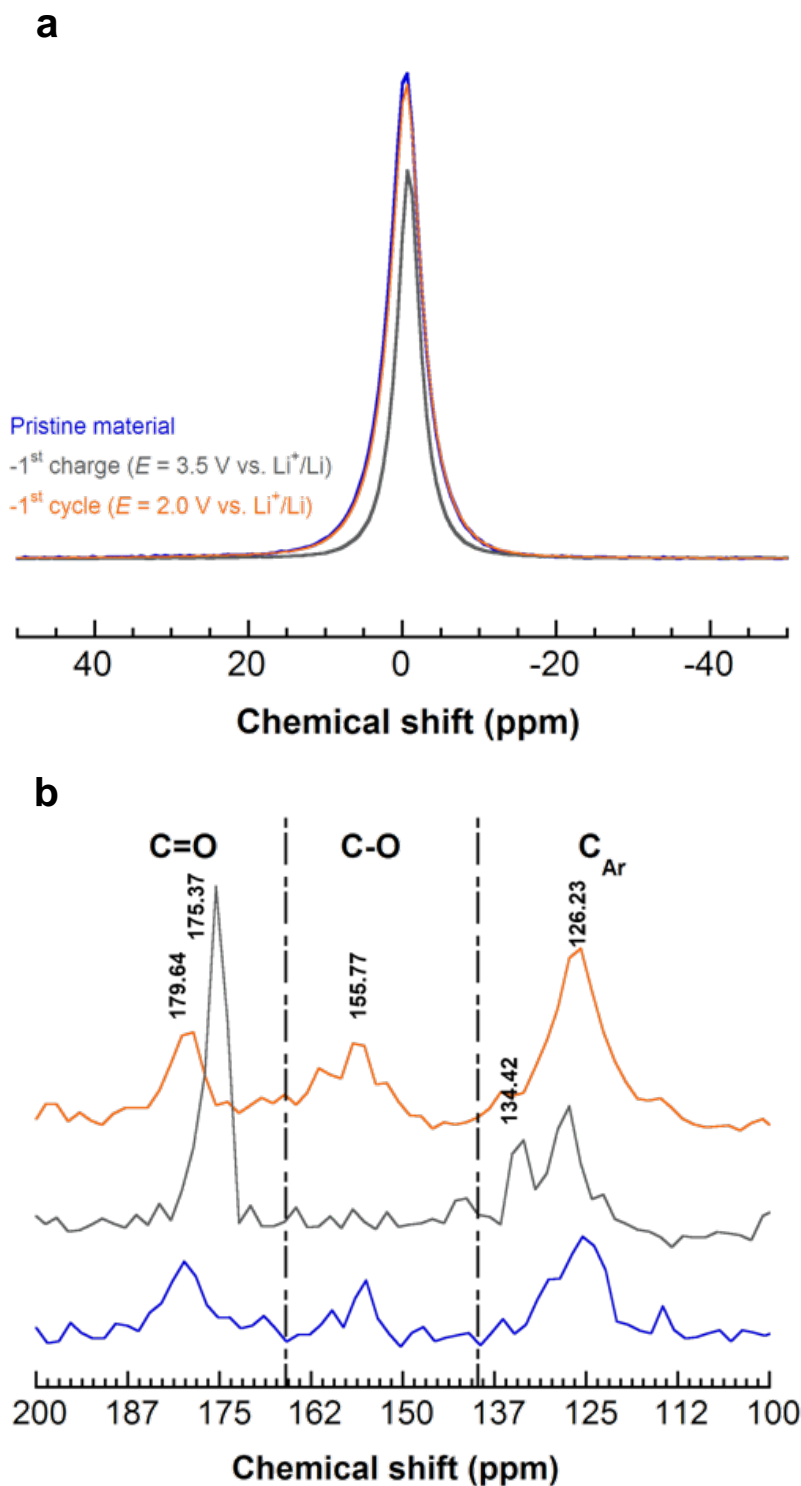 a
Pristine material
-1st charge (E = 3.5 V vs. Li+/Li)
-1st cycle (E = 2.0 V vs. Li+/Li)
40 20 0 -20 -40
Chemical shift (ppm)
b
C=O C-O CAr
179.64 175.37 155.77 134.42 126.23
200 187 175 162 150 137 125 112 100
Chemical shift (ppm)